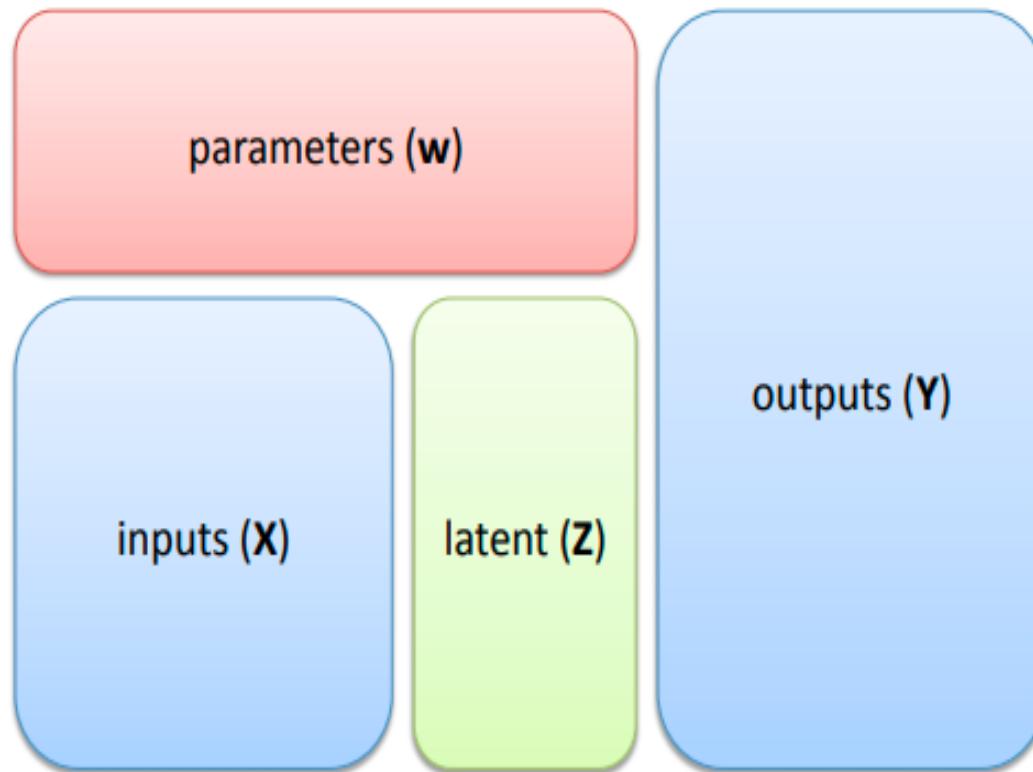 parameters (w)
inputs (X)
latent (Z)
outputs (Y)